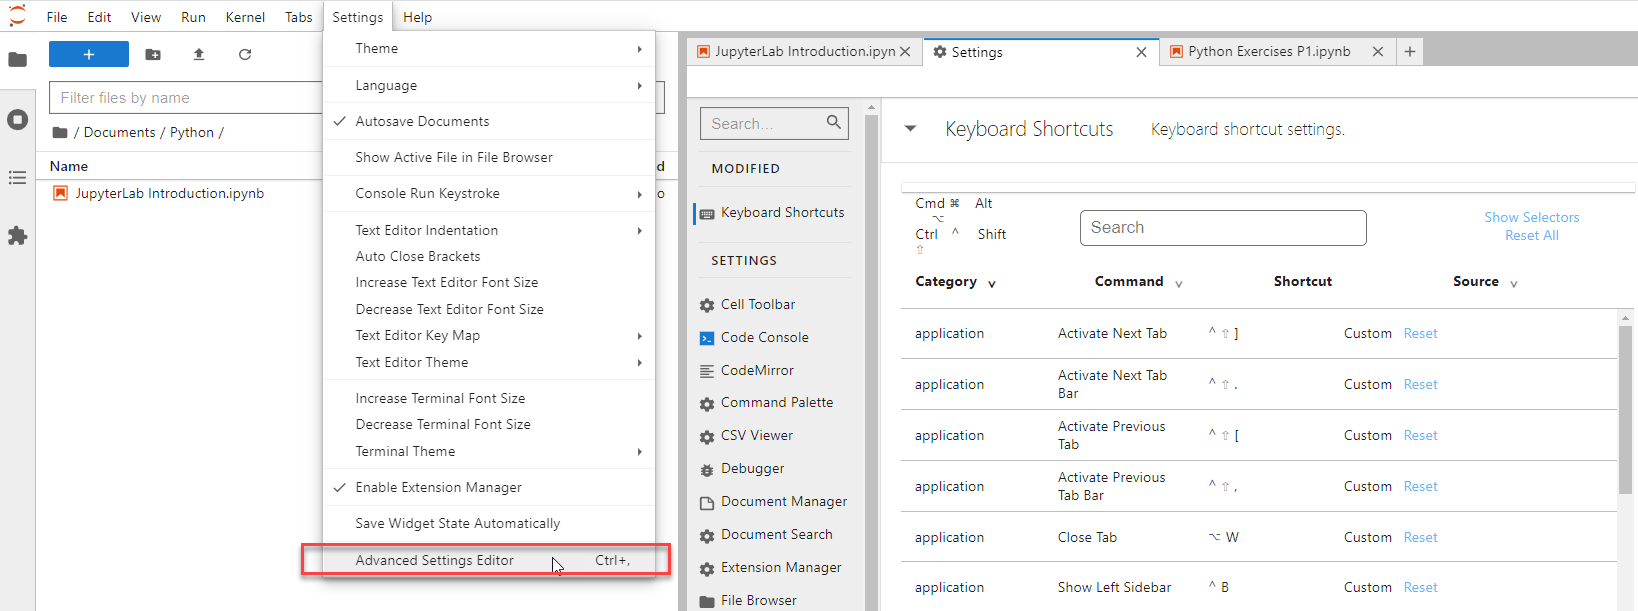 File Edit View Run Kernel Tabs Settings Help
+
Filter files by name
/ Documents / Python /
Name
JupyterLab Introduction.ipynb
Theme
Language
✓ Autosave Documents
Show Active File in File Browser
Console Run Keystroke
Text Editor Indentation
Auto Close Brackets
Increase Text Editor Font Size
Decrease Text Editor Font Size
Text Editor Key Map
Text Editor Theme
Increase Terminal Font Size
Decrease Terminal Font Size
Terminal Theme
✓ Enable Extension Manager
Save Widget State Automatically
Advanced Settings Editor Ctrl+,
d
o
JupyterLab Introduction.ipyn Settings Python Exercises P1.ipynb +
Search...
MODIFIED
Keyboard Shortcuts
SETTINGS
Cell Toolbar
Code Console
CodeMirror
Command Palette
CSV Viewer
Debugger
Document Manager
Document Search
Extension Manager
File Browser
Keyboard Shortcuts Keyboard shortcut settings.
Cmd ⌘ Alt
⌥
Ctrl ^ Shift
⇧
Search
Show Selectors
Reset All
Category Command Shortcut Source
application Activate Next Tab ^ ⇧ ] Custom Reset
application Activate Next Tab Bar ^ ⇧ . Custom Reset
application Activate Previous Tab ^ ⇧ [ Custom Reset
application Activate Previous Tab Bar ^ ⇧ , Custom Reset
application Close Tab ⌥ W Custom Reset
application Show Left Sidebar ^ B Custom Reset